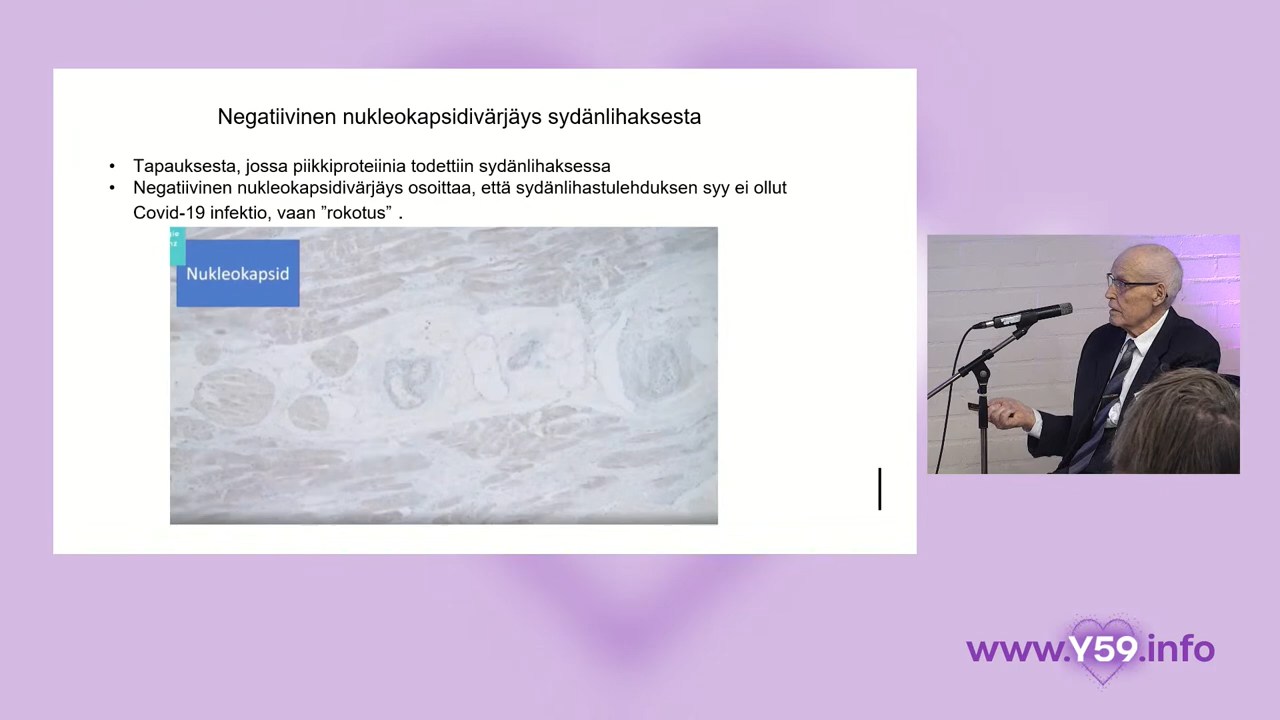 Negatiivinen nukleokapsidivärjäys sydänlihaksesta
• Tapauksesta, jossa piikkiproteiinia todettiin sydänlihaksessa
• Negatiivinen nukleokapsidivärjäys osoittaa, että sydänlihastulehduksen syy ei ollut
Covid-19 infektio, vaan ”rokotus” .
Nukleokapsid
www.Y59.info